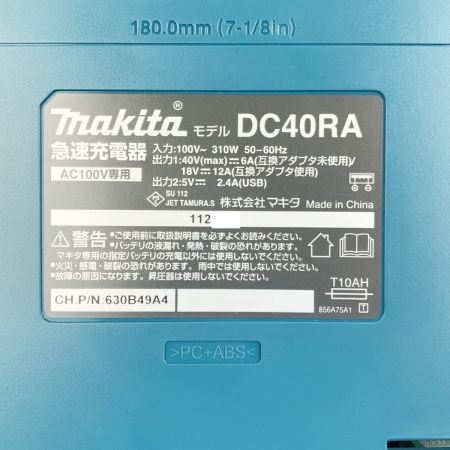 180.0mm (7-1/8in)
makita® モデル DC40RA
急速充電器
AC100V専用
入力:100V~ 310W 50-60Hz
出力1:40V(max)⎓6A(互換アダプタ未使用)/
18V⎓12A(互換アダプタ使用)
出力2:5V⎓ 2.4A(USB)
SU 112
JET TAMURA.S 株式会社マキタ Made in China
112
⚠警告 ●ご使用前に取扱説明書を必ずよくお読みください。
●バッテリの液漏れ・発熱・破裂の恐れがあります。
マキタ専用の指定バッテリの充電以外には使用しないでください。
●火災・感電・破裂の恐れあり。雨中では使用しないでください。
●故障の原因になります。昇圧器は使用しないでください。
T10AH
CH.P/N:630B49A4
856A75A1 T
>PC+ABS<